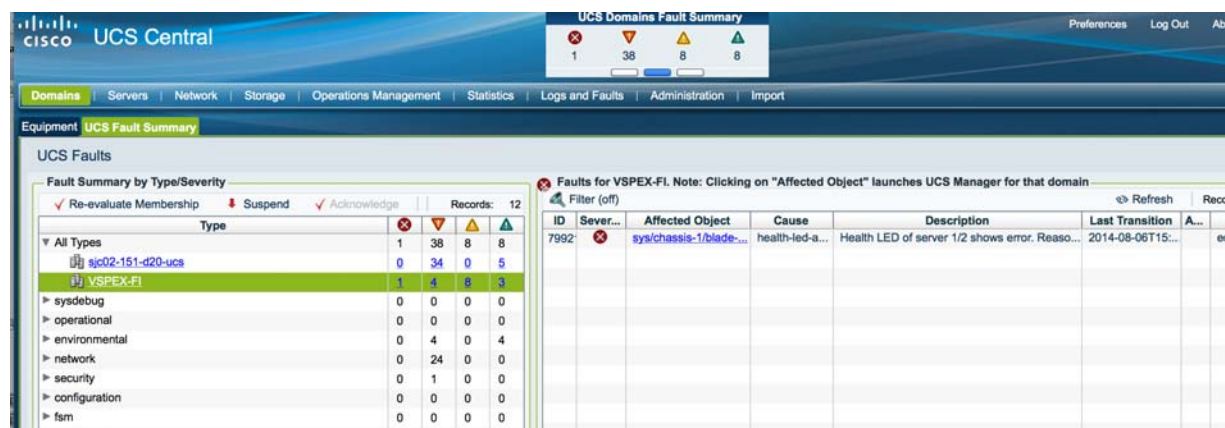 CISCO UCS Central
UCS Domains Fault Summary
1 38 8 8
Preferences Log Out Ab
Domains | Servers | Network | Storage | Operations Management | Statistics | Logs and Faults | Administration | Import
Equipment UCS Fault Summary
UCS Faults
Fault Summary by Type/Severity
Re-evaluate Membership Suspend Acknowledge Records: 12
Type
All Types 1 38 8 8
sjc02-151-d20-ucs 0 34 0 5
VSPEX-FI 1 4 8 3
sysdebug 0 0 0 0
operational 0 0 0 0
environmental 0 4 0 4
network 0 24 0 0
security 0 1 0 0
configuration 0 0 0 0
fsm 0 0 0 0
Faults for VSPEX-FI. Note: Clicking on "Affected Object" launches UCS Manager for that domain
Filter (off) Refresh Reco
ID Sever... Affected Object Cause Description Last Transition A...
7992 sys/chassis-1/blade-... health-led-a... Health LED of server 1/2 shows error. Reaso... 2014-08-06T15:..